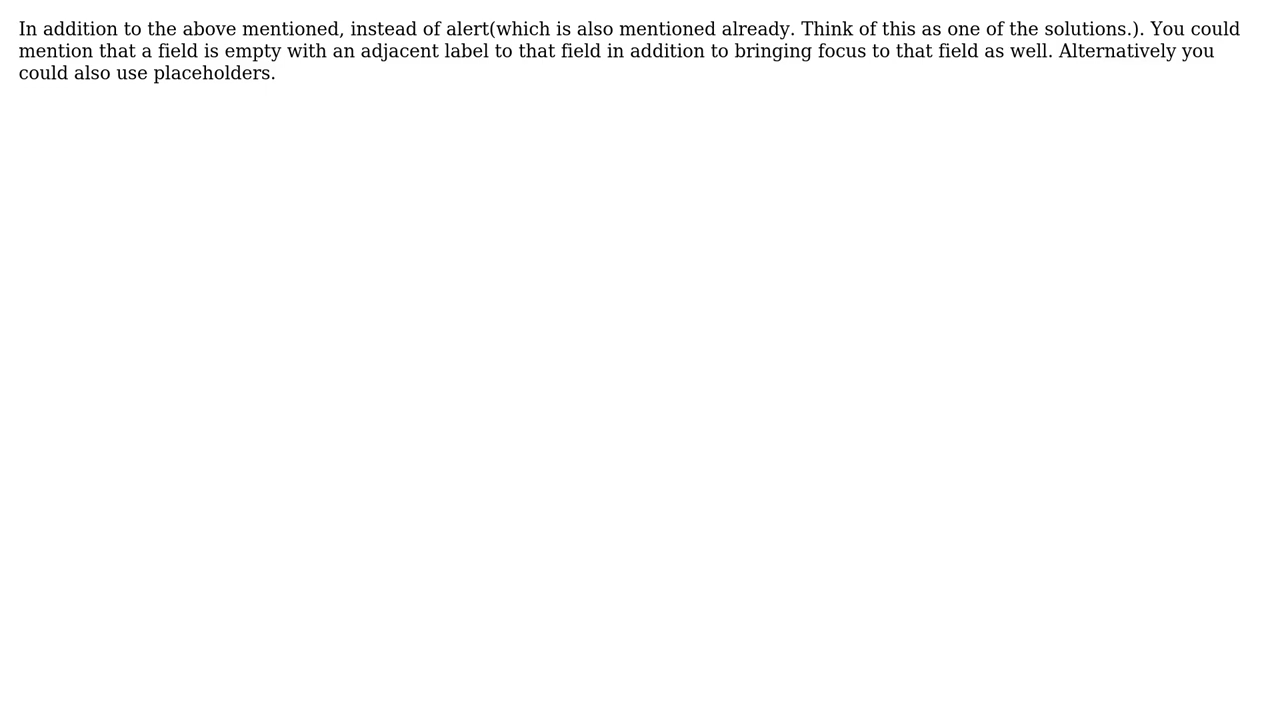 In addition to the above mentioned, instead of alert(which is also mentioned already. Think of this as one of the solutions.). You could
mention that a field is empty with an adjacent label to that field in addition to bringing focus to that field as well. Alternatively you
could also use placeholders.